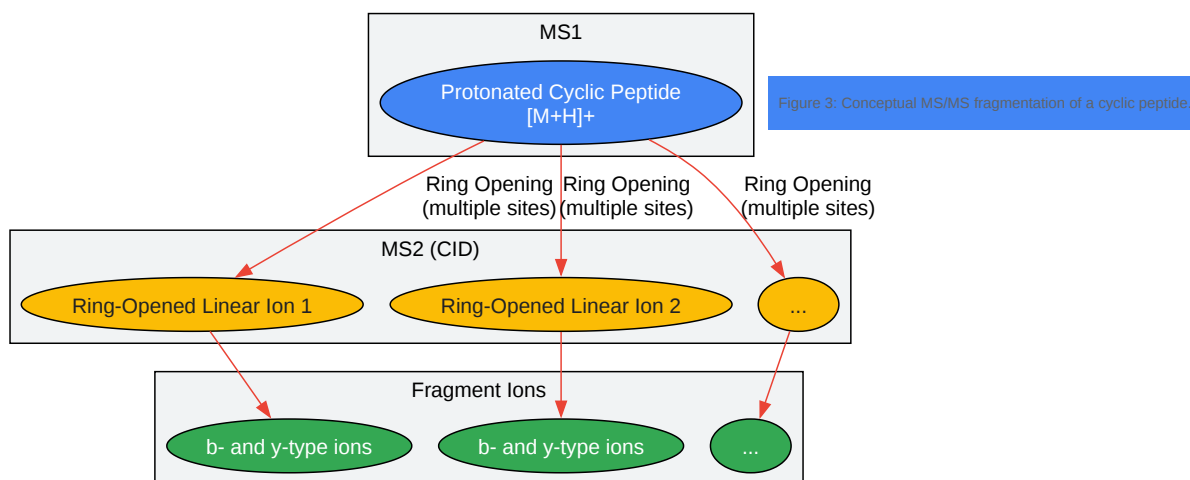 MS1
Protonated Cyclic Peptide
[M+H]+
Figure 3: Conceptual MS/MS fragmentation of a cyclic peptide.
Ring Opening
(multiple sites)
Ring Opening
(multiple sites)
Ring Opening
(multiple sites)
MS2 (CID)
Ring-Opened Linear Ion 1
Ring-Opened Linear Ion 2
...
Fragment Ions
b- and y-type ions
b- and y-type ions
...